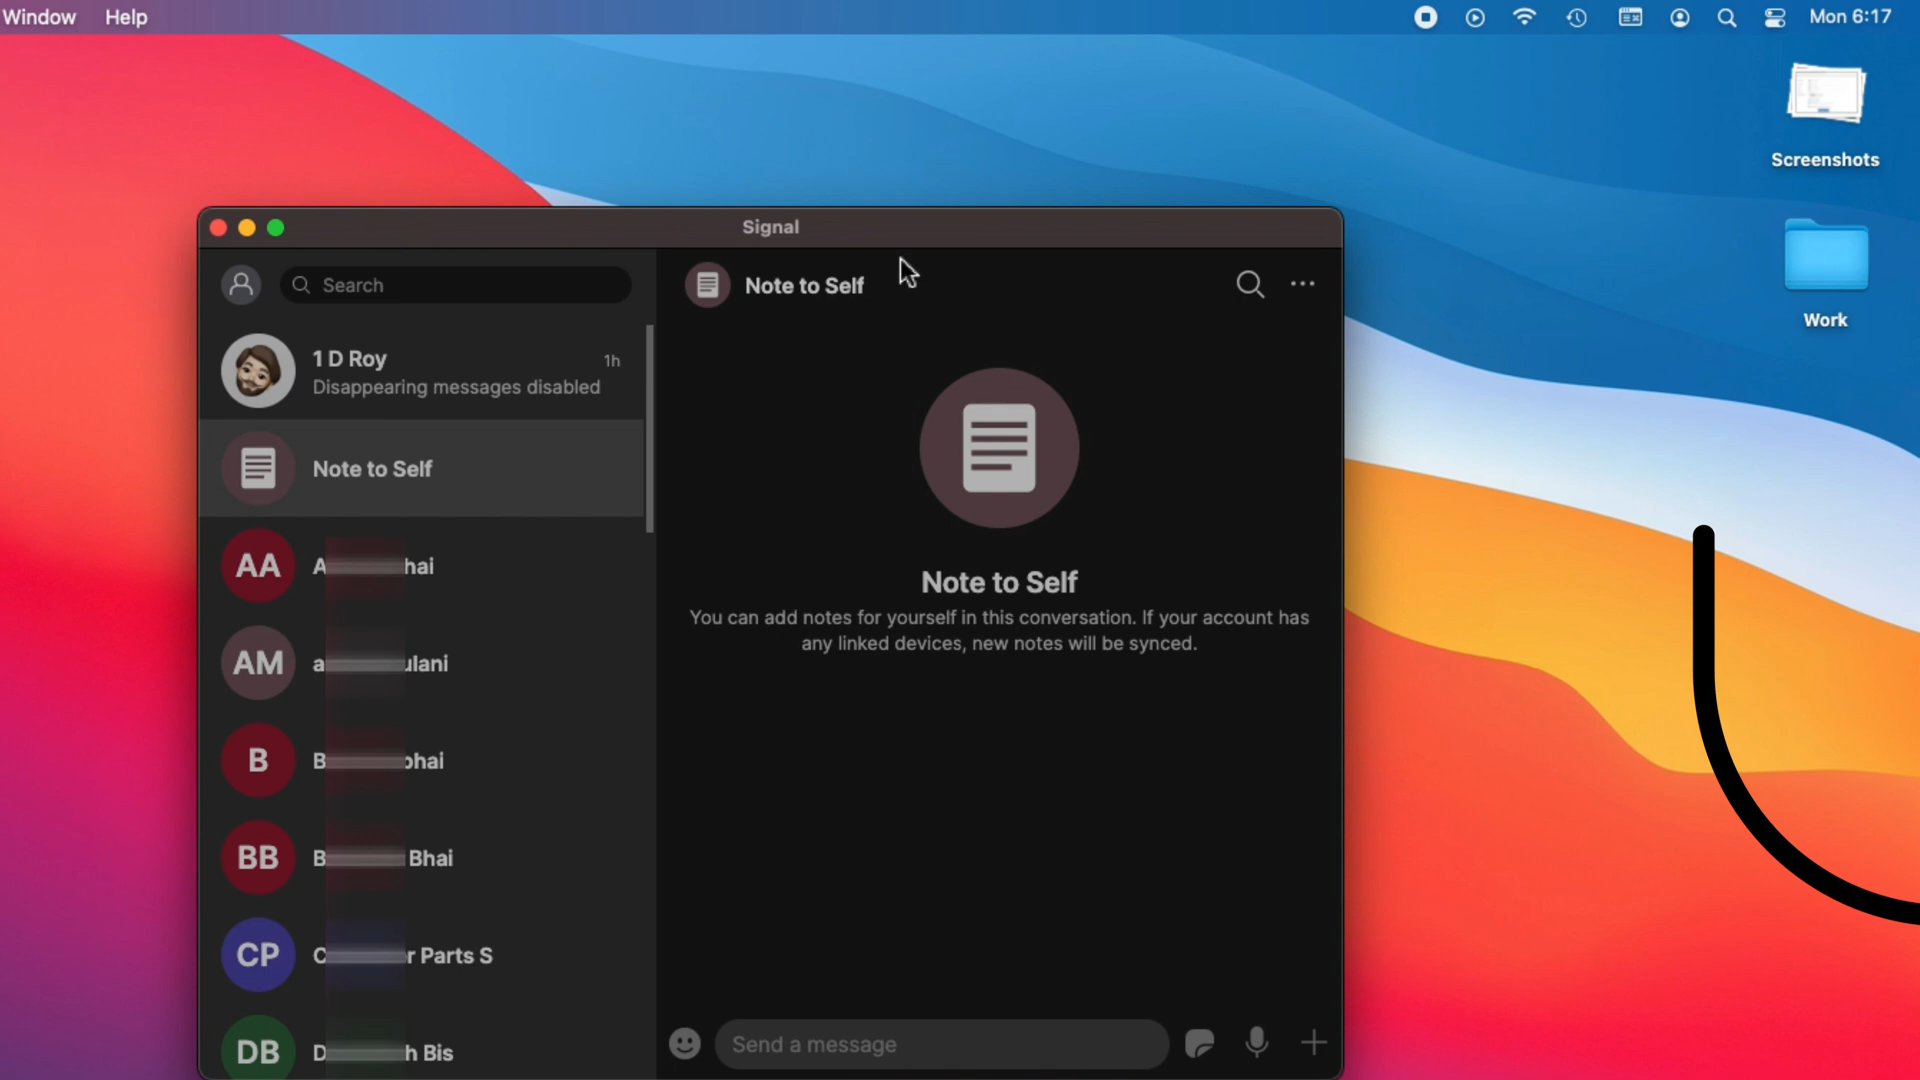 Window Help
Mon 6:17
Screenshots
Work
Signal
Search
Note to Self
1 D Roy
1h
Disappearing messages disabled
Note to Self
AA
hai
AM
ulani
B
bhai
BB
Bhai
CP
r Parts S
DB
h Bis
Note to Self
You can add notes for yourself in this conversation. If your account has
any linked devices, new notes will be synced.
Send a message